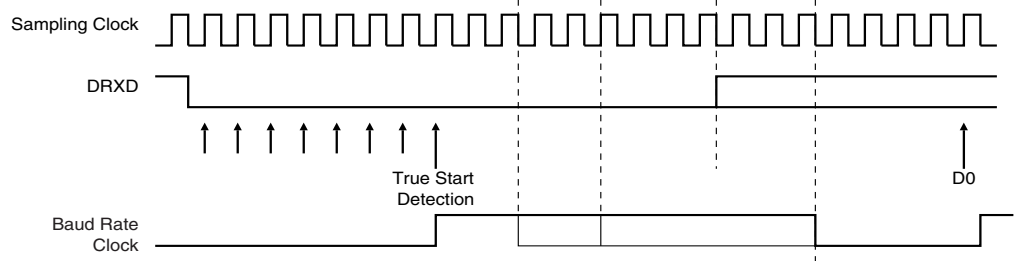 Sampling Clock
DRXD
True Start
Detection
D0
Baud Rate
Clock